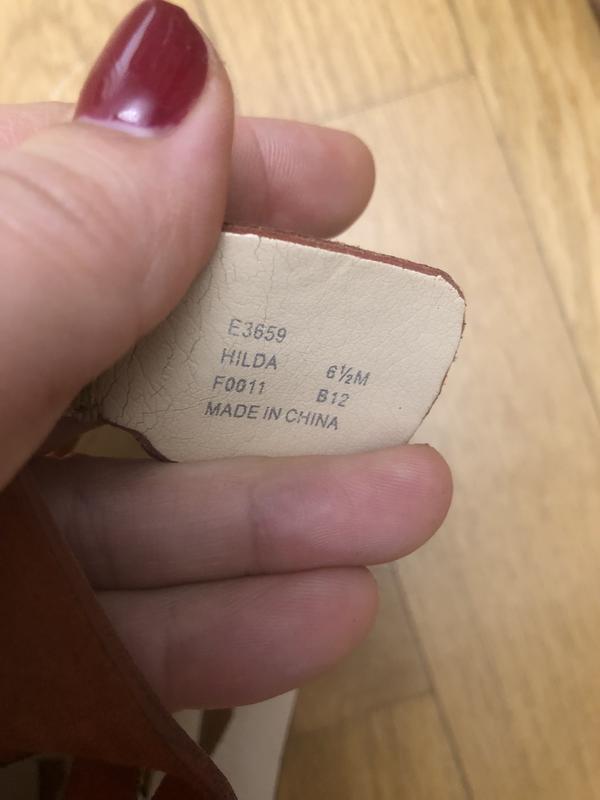 E3659
HILDA 6½M
F0011 B12
MADE IN CHINA